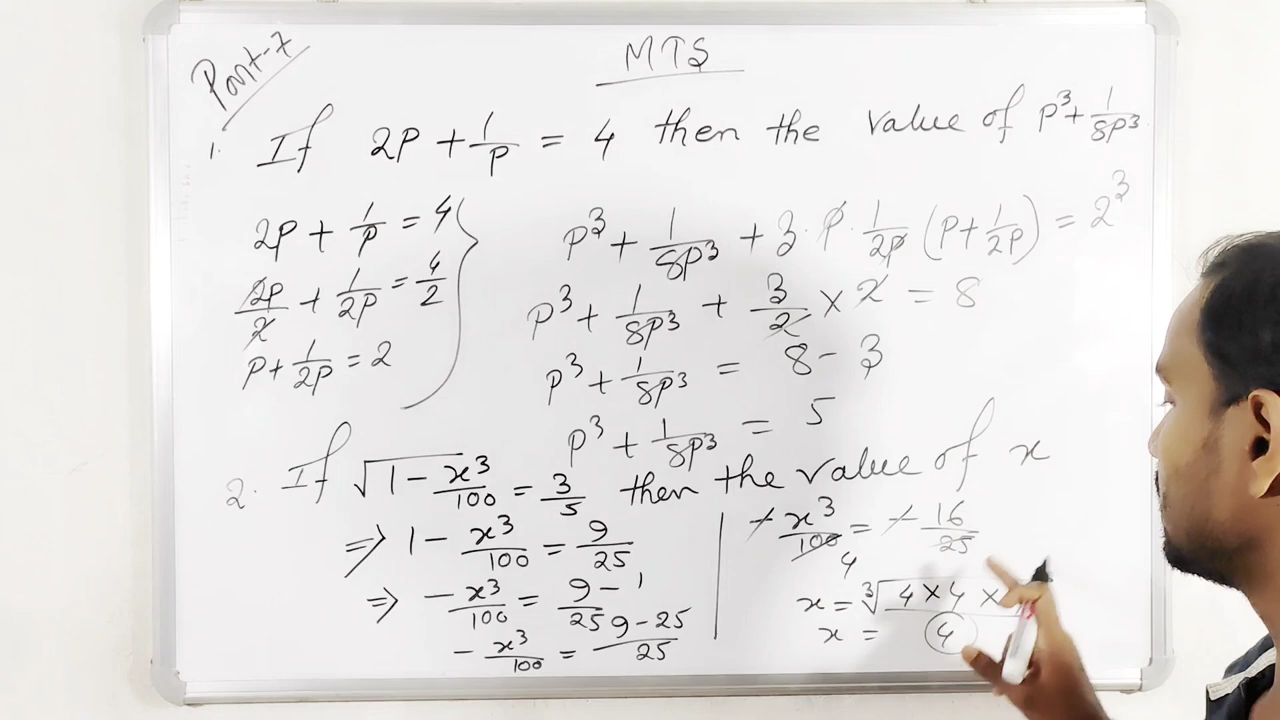 Part-7
MTS
1. If 2P + 1/P = 4 then the value of P³ + 1/8P³
2P + 1/P = 4
2P/2 + 1/2P = 4/2
P + 1/2P = 2
P³ + 1/8P³ + 3 · P · 1/2P (P + 1/2P) = 2³
P³ + 1/8P³ + 3/2 × 2 = 8
P³ + 1/8P³ = 8 - 3
P³ + 1/8P³ = 5
2. If √1 - x³/100 = 3/5 then the value of x
⇒ 1 - x³/100 = 9/25
⇒ - x³/100 = 9/25 - 1
- x³/100 = 9-25/25
- x³/100 = - 16/25
4
x = ³√4 × 4 ×
x = 4